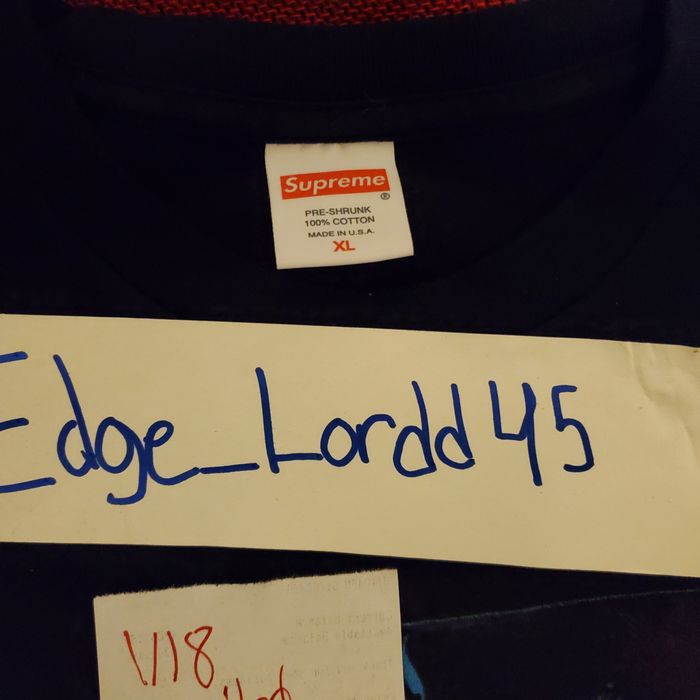 Supreme
®
PRE-SHRUNK
100% COTTON
MADE IN U.S.A.
XL
Edge_Lordd45
1/18